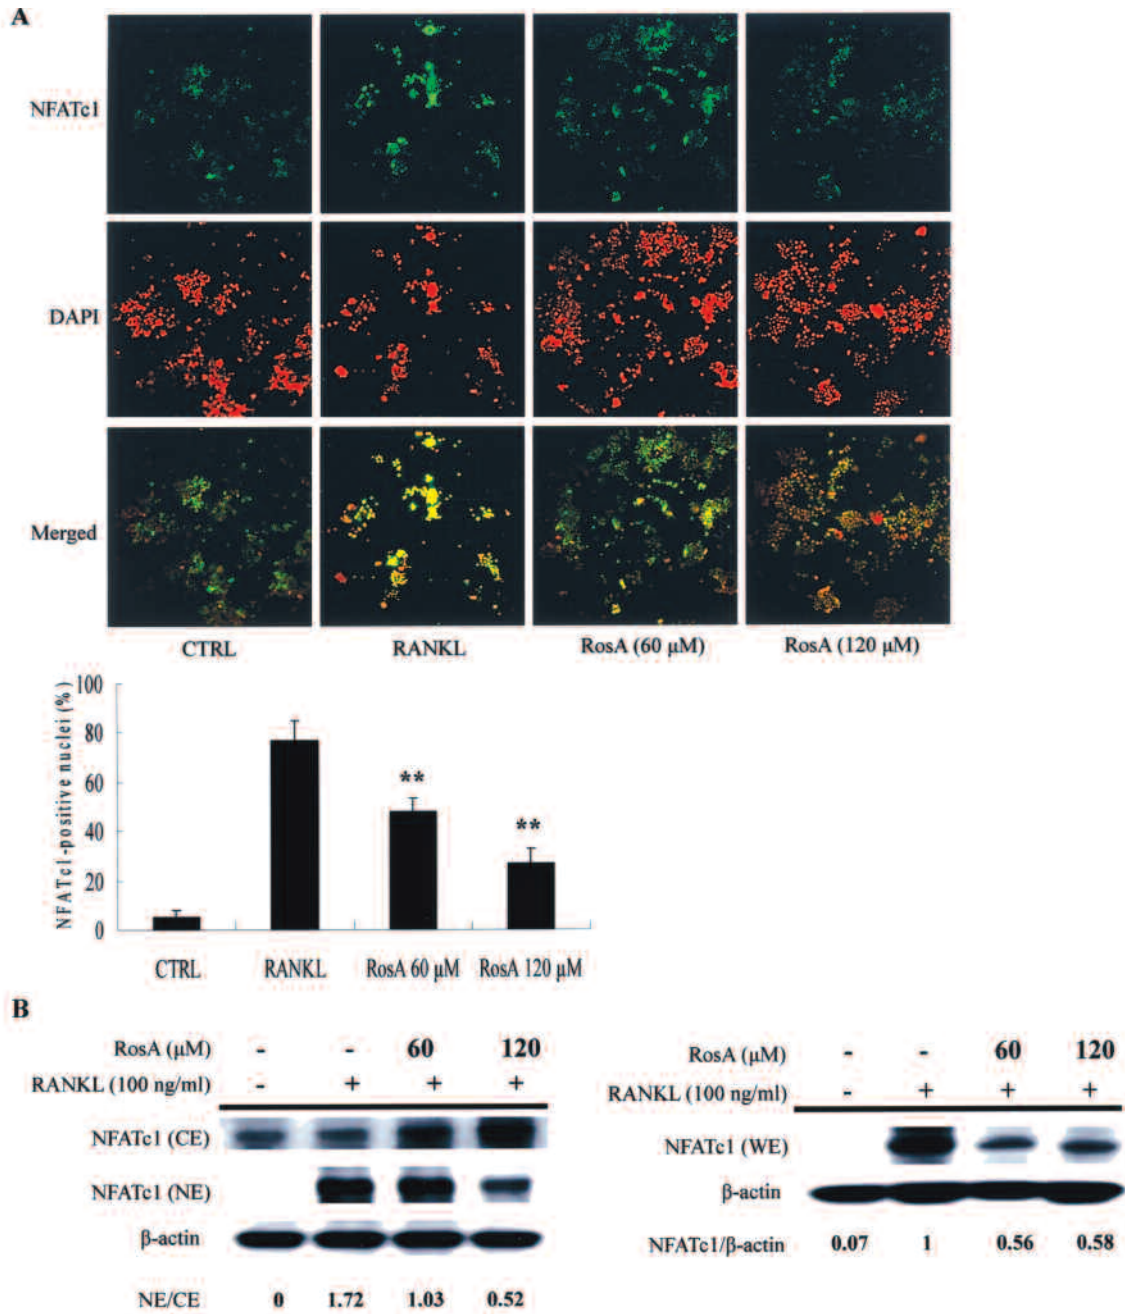 A
NFATc1
DAPI
Merged
CTRL RANKL RosA (60 μM) RosA (120 μM)
NFATc1-positive nuclei (%)
100
80
60
40
20
0
**
**
CTRL RANKL RosA 60 μM RosA 120 μM
B
RosA (μM) - - 60 120
RANKL (100 ng/ml) - + + +
NFATc1 (CE)
NFATc1 (NE)
β-actin
NE/CE 0 1.72 1.03 0.52
RosA (μM) - - 60 120
RANKL (100 ng/ml) - + + +
NFATc1 (WE)
β-actin
NFATc1/β-actin 0.07 1 0.56 0.58